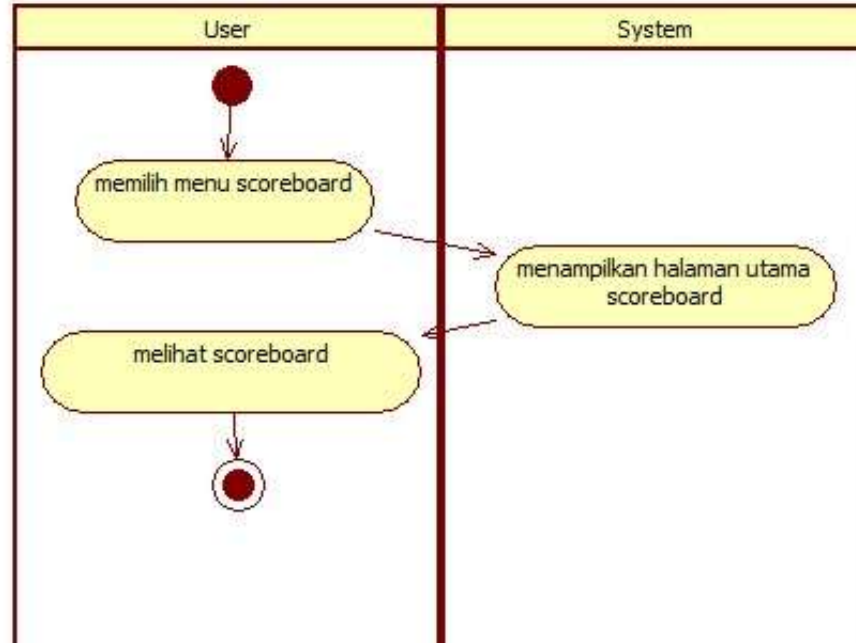 User
System
memilih menu scoreboard
menampilkan halaman utama
scoreboard
melihat scoreboard